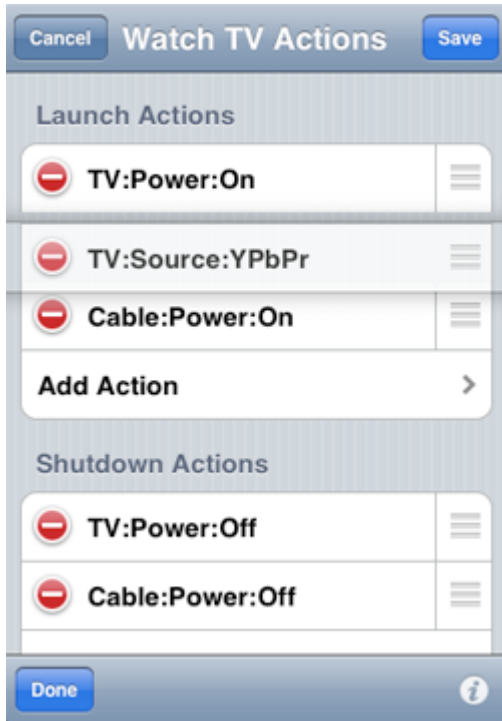 Cancel
Watch TV Actions
Save
Launch Actions
TV:Power:On
TV:Source:YPbPr
Cable:Power:On
Add Action
Shutdown Actions
TV:Power:Off
Cable:Power:Off
Done